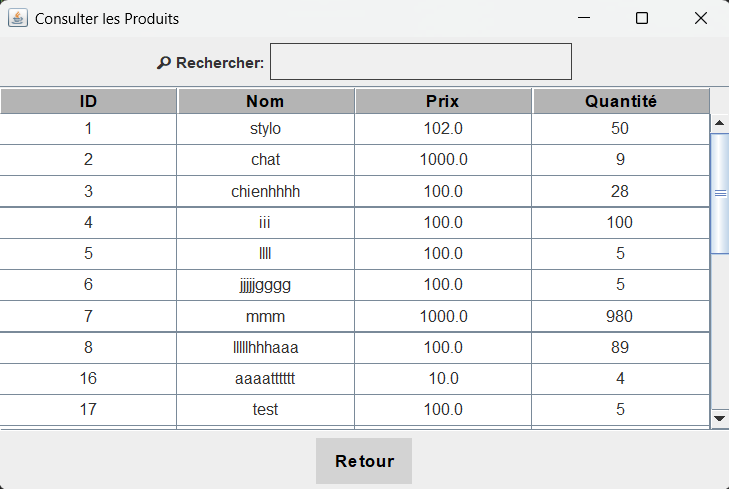 Consulter les Produits
Rechercher:
ID Nom Prix Quantité
1 stylo 102.0 50
2 chat 1000.0 9
3 chienhhhh 100.0 28
4 iii 100.0 100
5 llll 100.0 5
6 jjjjjgggg 100.0 5
7 mmm 1000.0 980
8 lllllhhhaaa 100.0 89
16 aaaatttttt 10.0 4
17 test 100.0 5
Retour